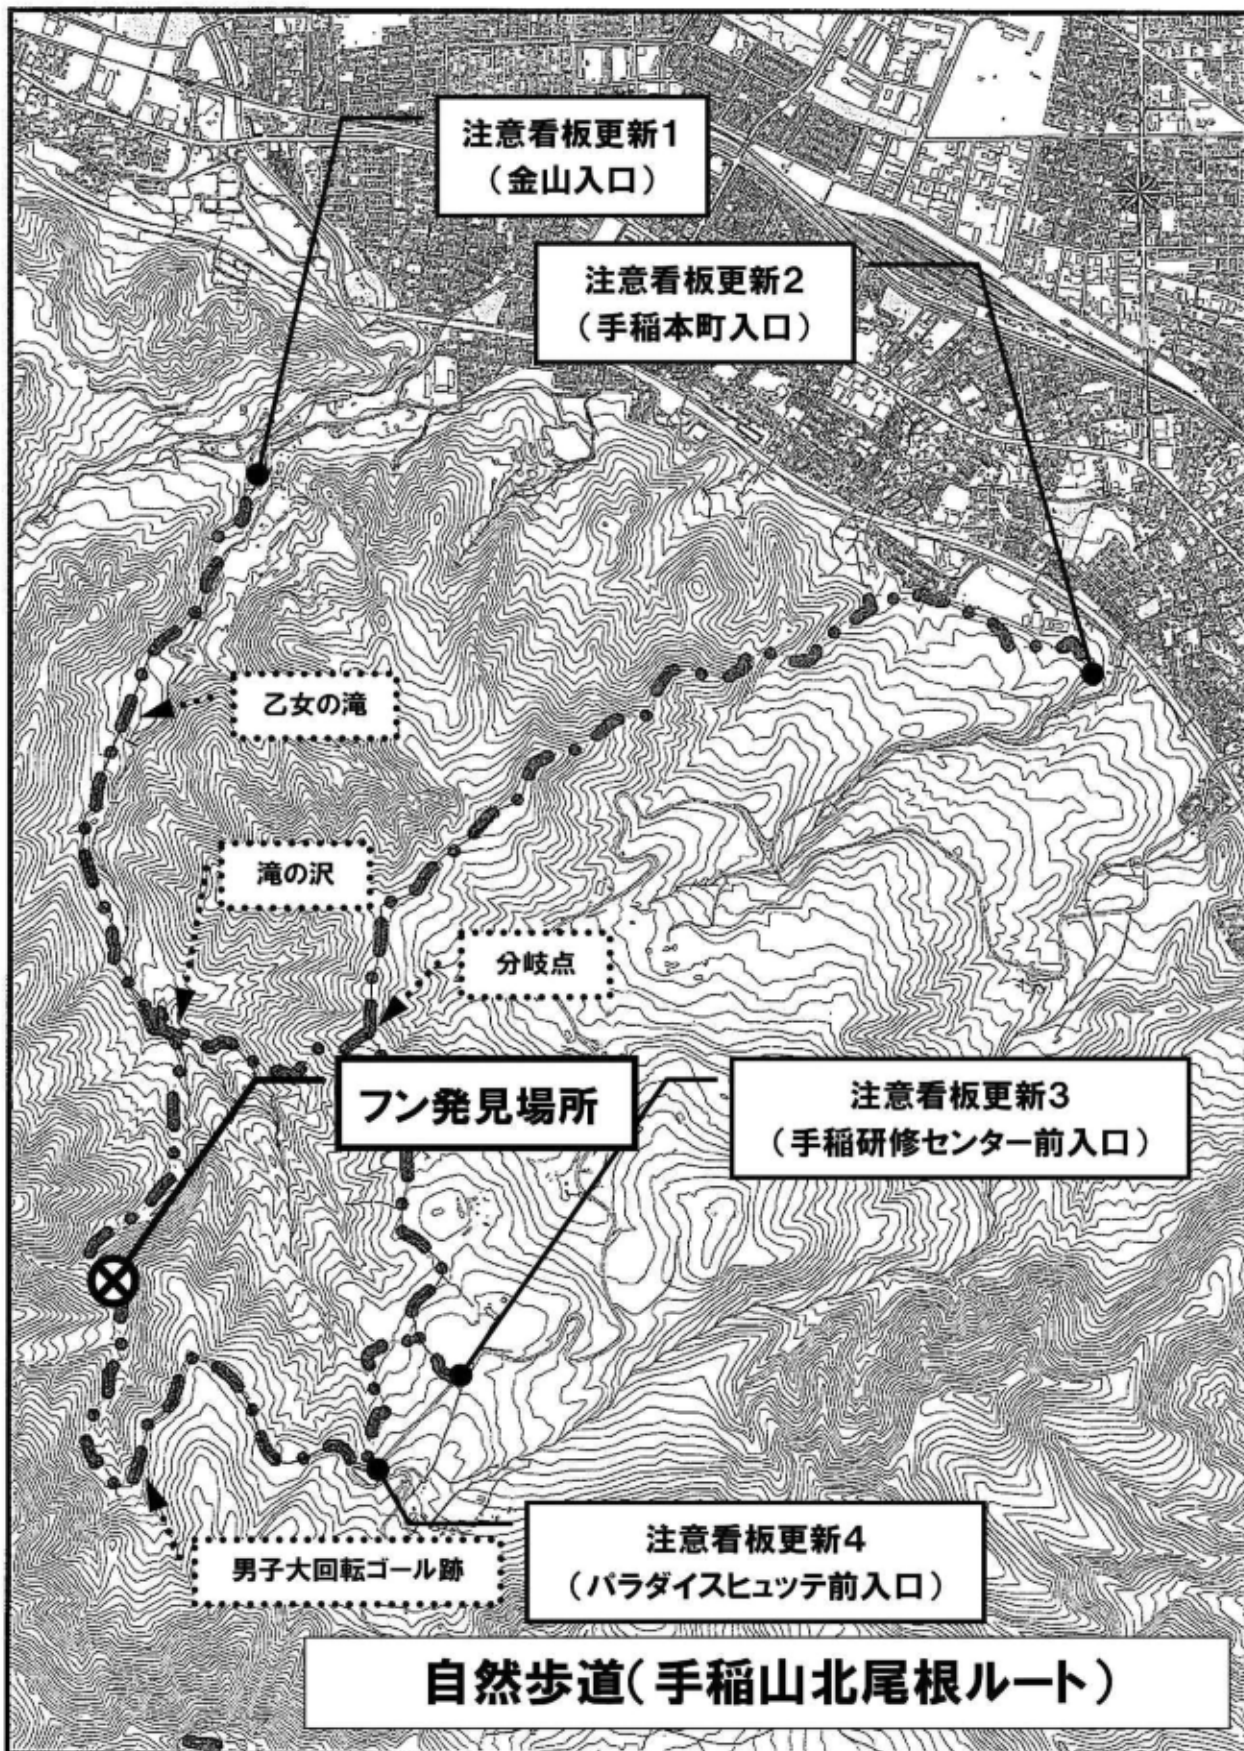 注意看板更新1
（金山入口）
注意看板更新2
（手稲本町入口）
乙女の滝
滝の沢
分岐点
フン発見場所
注意看板更新3
（手稲研修センター前入口）
注意看板更新4
（パラダイスヒュッテ前入口）
男子大回転ゴール跡
自然歩道(手稲山北尾根ルート)